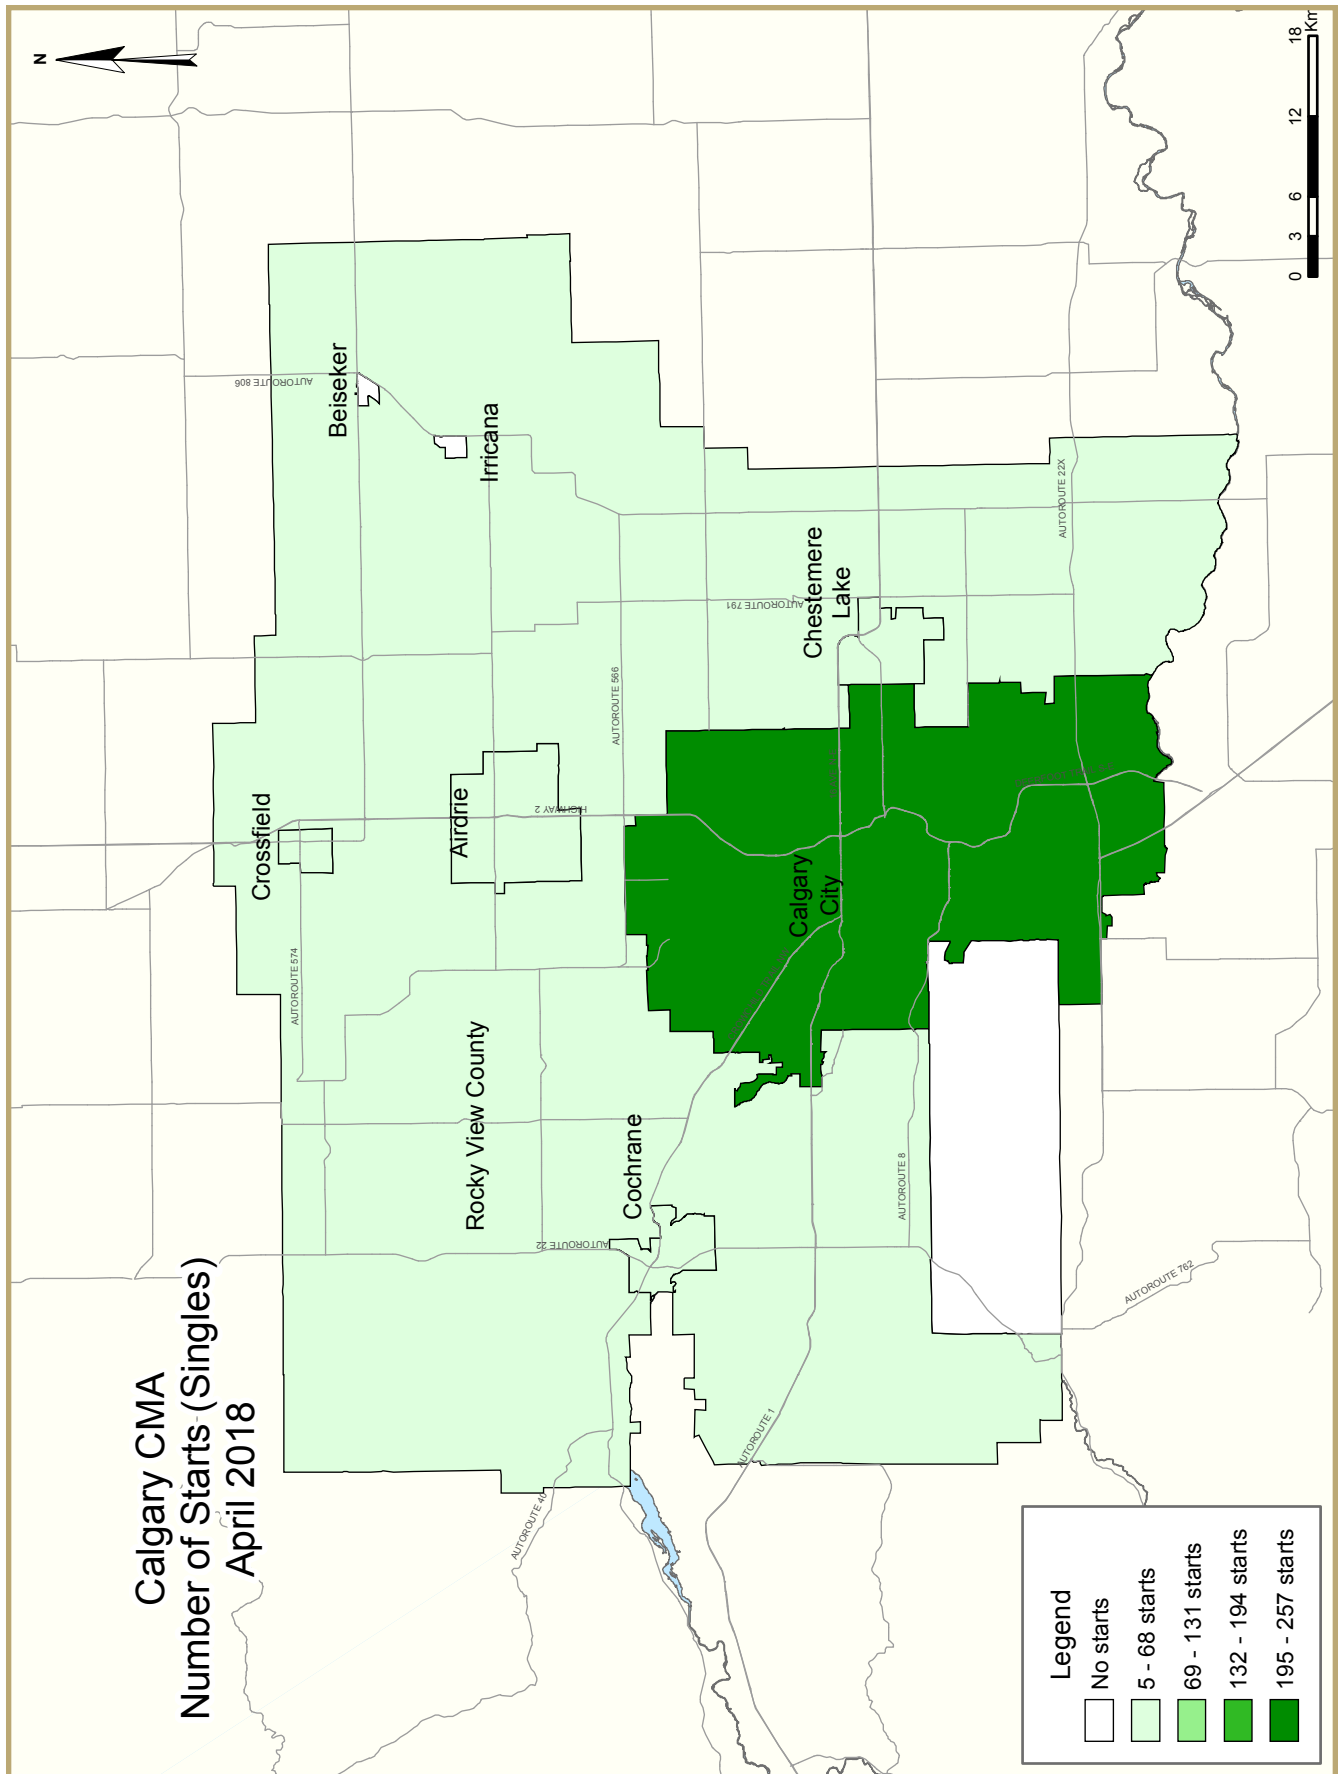 Calgary CMA
Number of Starts (Singles)
April 2018
N
Beiseker
AUTOROUTE 806
Irricana
Crossfield
Airdrie
HIGHWAY 2
AUTOROUTE 574
AUTOROUTE 566
Rocky View County
Cochrane
AUTOROUTE 22
AUTOROUTE 40
AUTOROUTE 1
Calgary
City
Chestemere
Lake
AUTOROUTE 791
AUTOROUTE 22X
AUTOROUTE 8
AUTOROUTE 762
Legend
No starts
5 - 68 starts
69 - 131 starts
132 - 194 starts
195 - 257 starts
0 3 6 12 18
Km